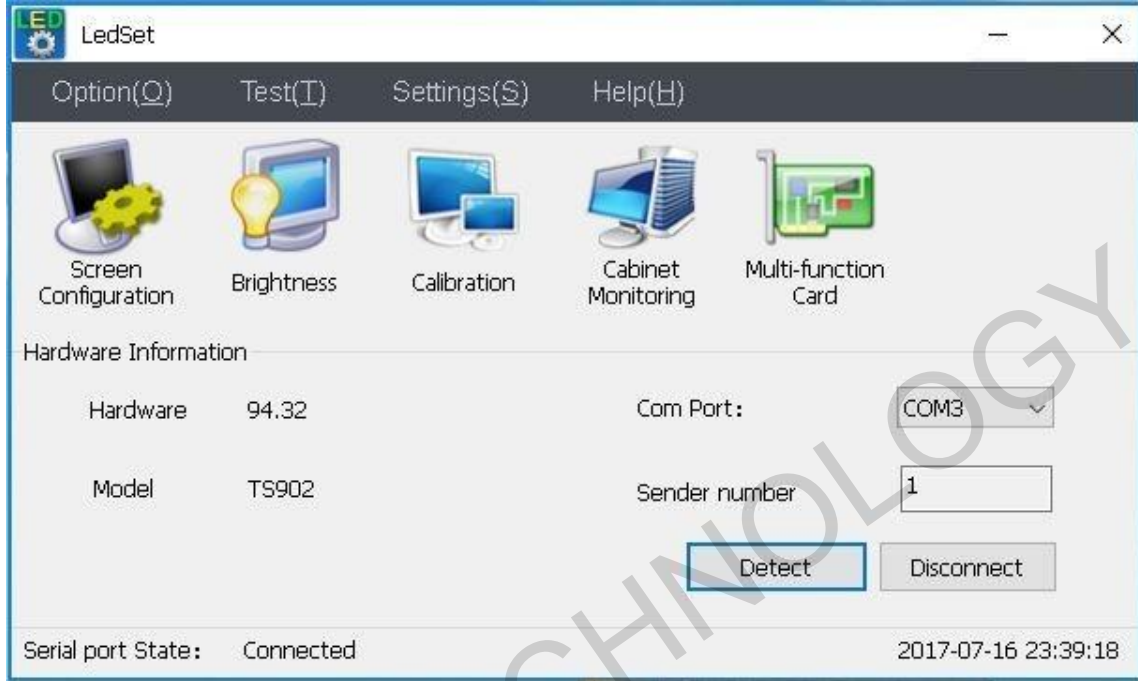 LED
LedSet
Option(O) Test(T) Settings(S) Help(H)
Screen
Configuration
Brightness
Calibration
Cabinet
Monitoring
Multi-function
Card
Hardware Information
Hardware 94.32 Com Port: COM3
Model TS902 Sender number 1
Detect Disconnect
Serial port State: Connected 2017-07-16 23:39:18
CHNOLOGY